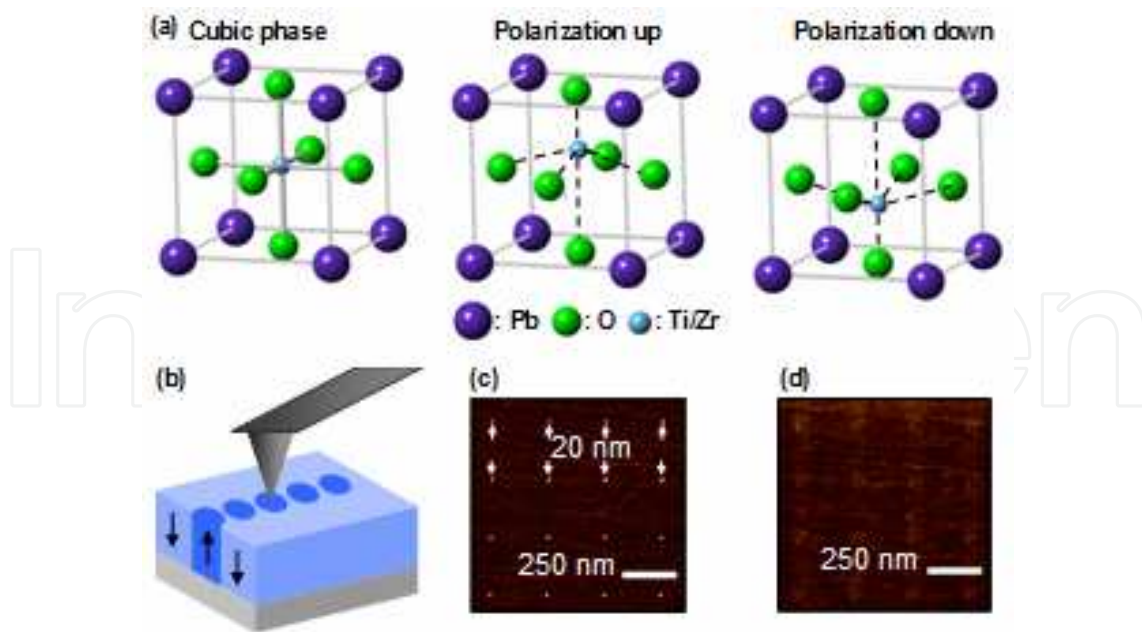 (a) Cubic phase Polarization up Polarization down
: Pb : O : Ti/Zr
(b) (c) (d)
20 nm
250 nm 250 nm